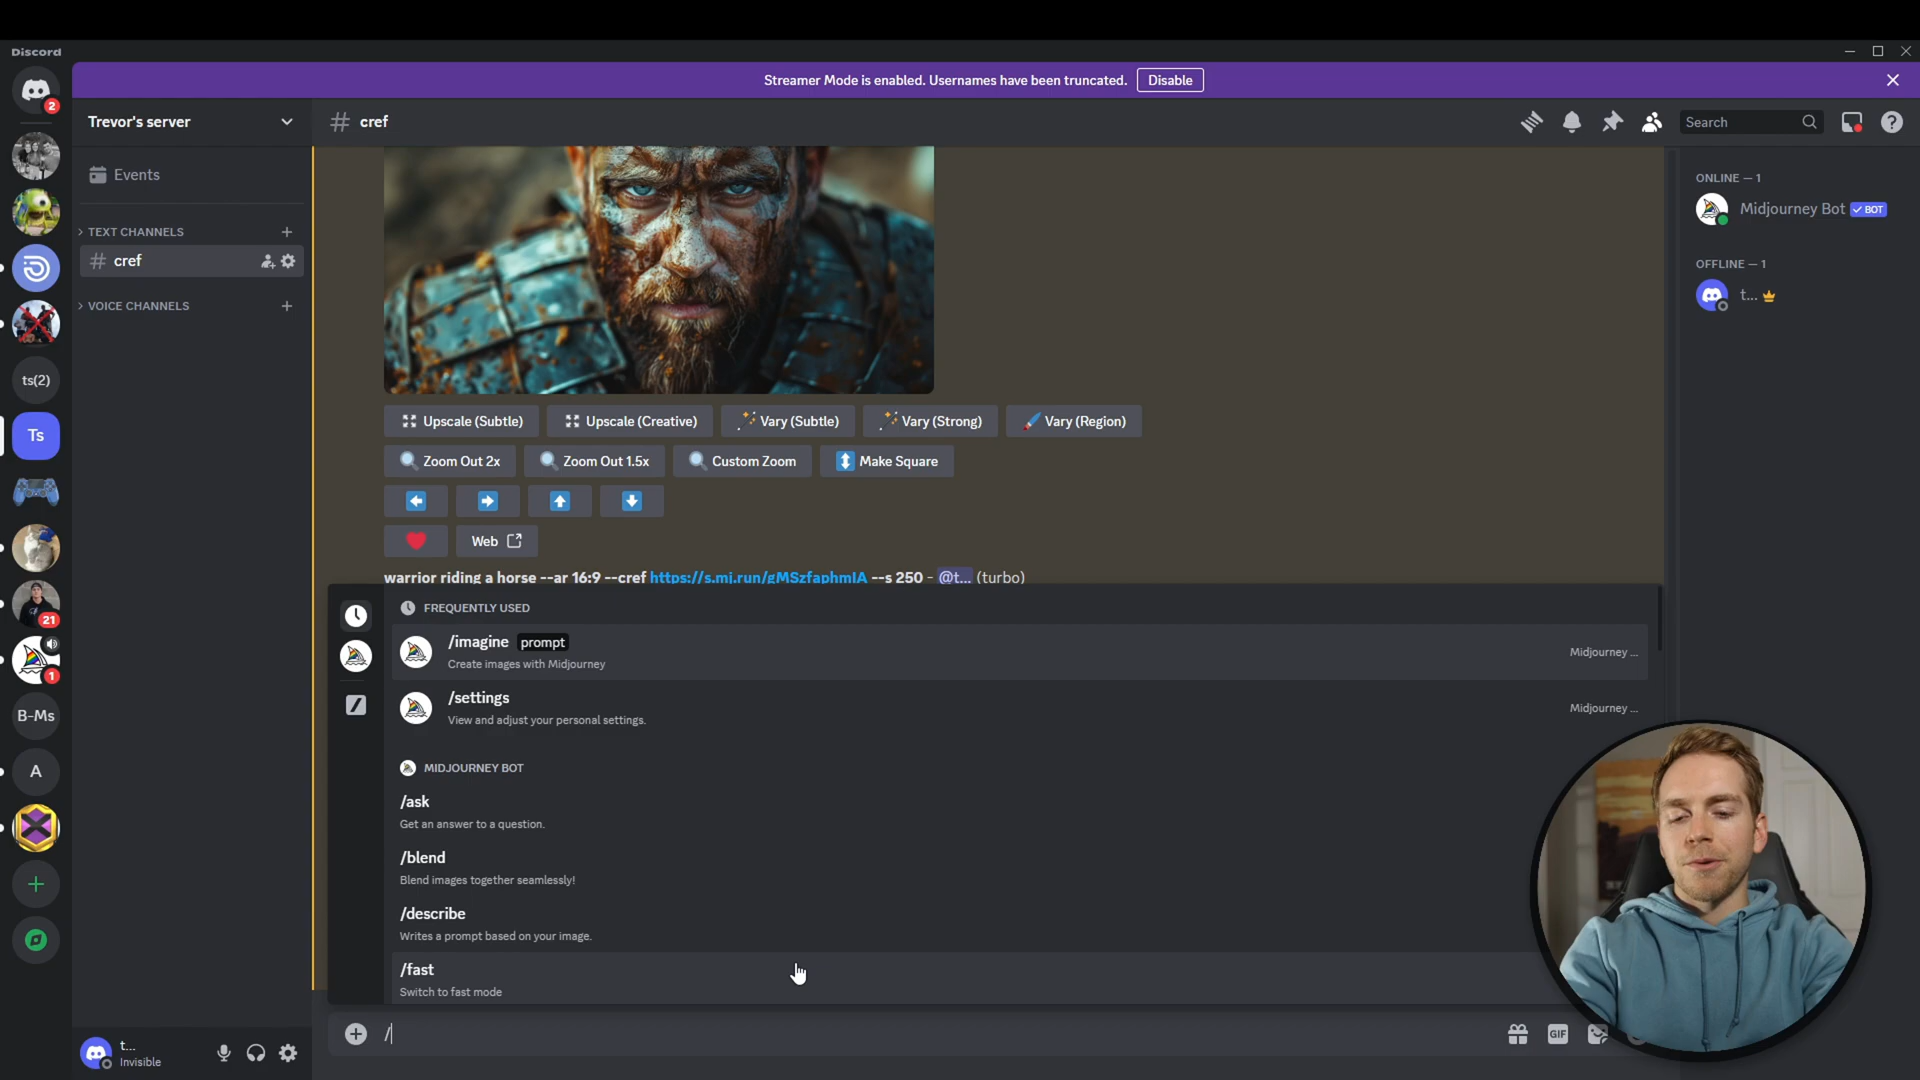 Discord
Streamer Mode is enabled. Usernames have been truncated. Disable
2
Trevor's server
cref
Search
Events
TEXT CHANNELS
cref
VOICE CHANNELS
ts(2)
Ts
21
1
B-Ms
A
ONLINE — 1
Midjourney Bot BOT
OFFLINE — 1
t...
Upscale (Subtle) Upscale (Creative) Vary (Subtle) Vary (Strong) Vary (Region)
Zoom Out 2x Zoom Out 1.5x Custom Zoom Make Square
Web
warrior riding a horse --ar 16:9 --cref https://s.mj.run/gMSzfaphmIA --s 250 - @t... (turbo)
FREQUENTLY USED
/imagine prompt
Create images with Midjourney
Midjourney ...
/settings
View and adjust your personal settings.
Midjourney ...
MIDJOURNEY BOT
/ask
Get an answer to a question.
/blend
Blend images together seamlessly!
/describe
Writes a prompt based on your image.
/fast
Switch to fast mode
/
GIF
t...
Invisible